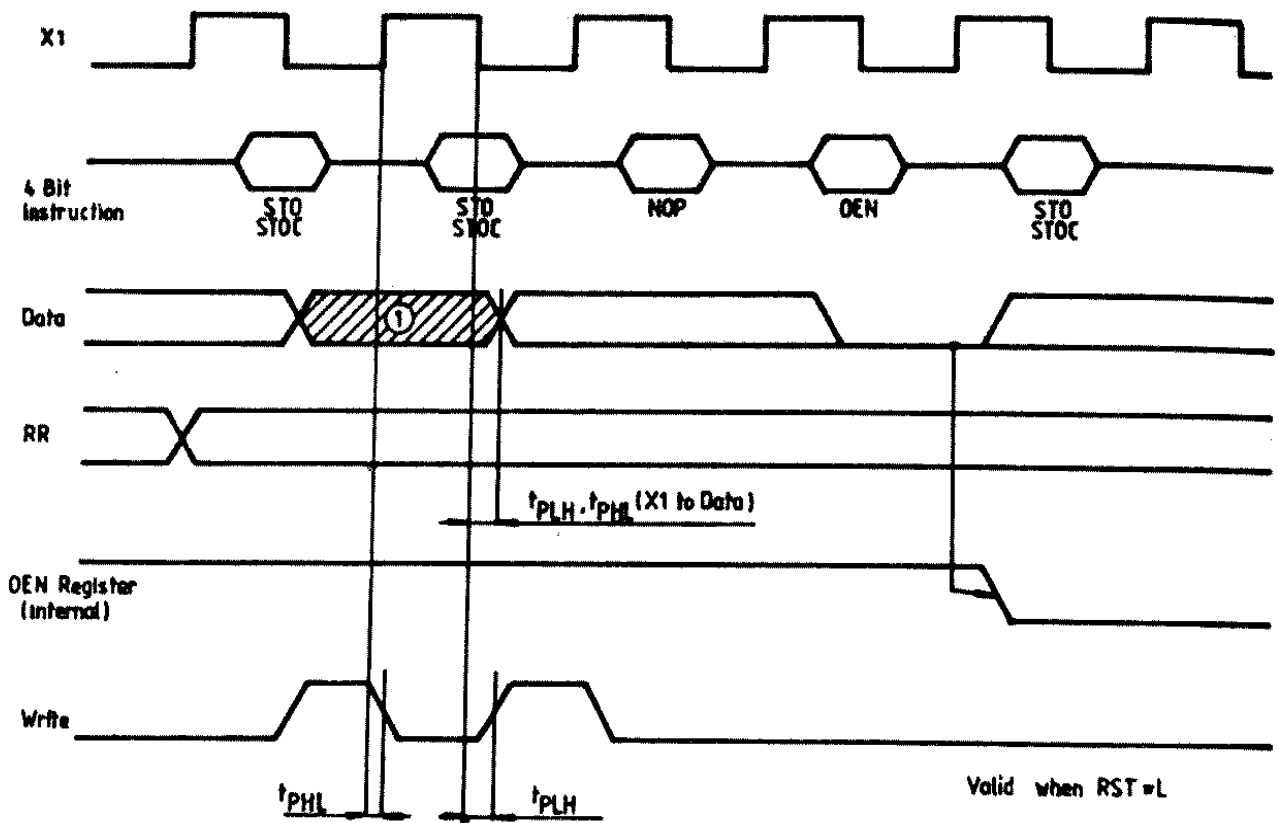 X1
4 Bit
instruction
STO
STOC
STO
STOC
NOP
OEN
STO
STOC
Data
1
RR
tPLH, tPHL (X1 to Data)
OEN Register
(internal)
Write
tPHL
tPLH
Valid when RST=L